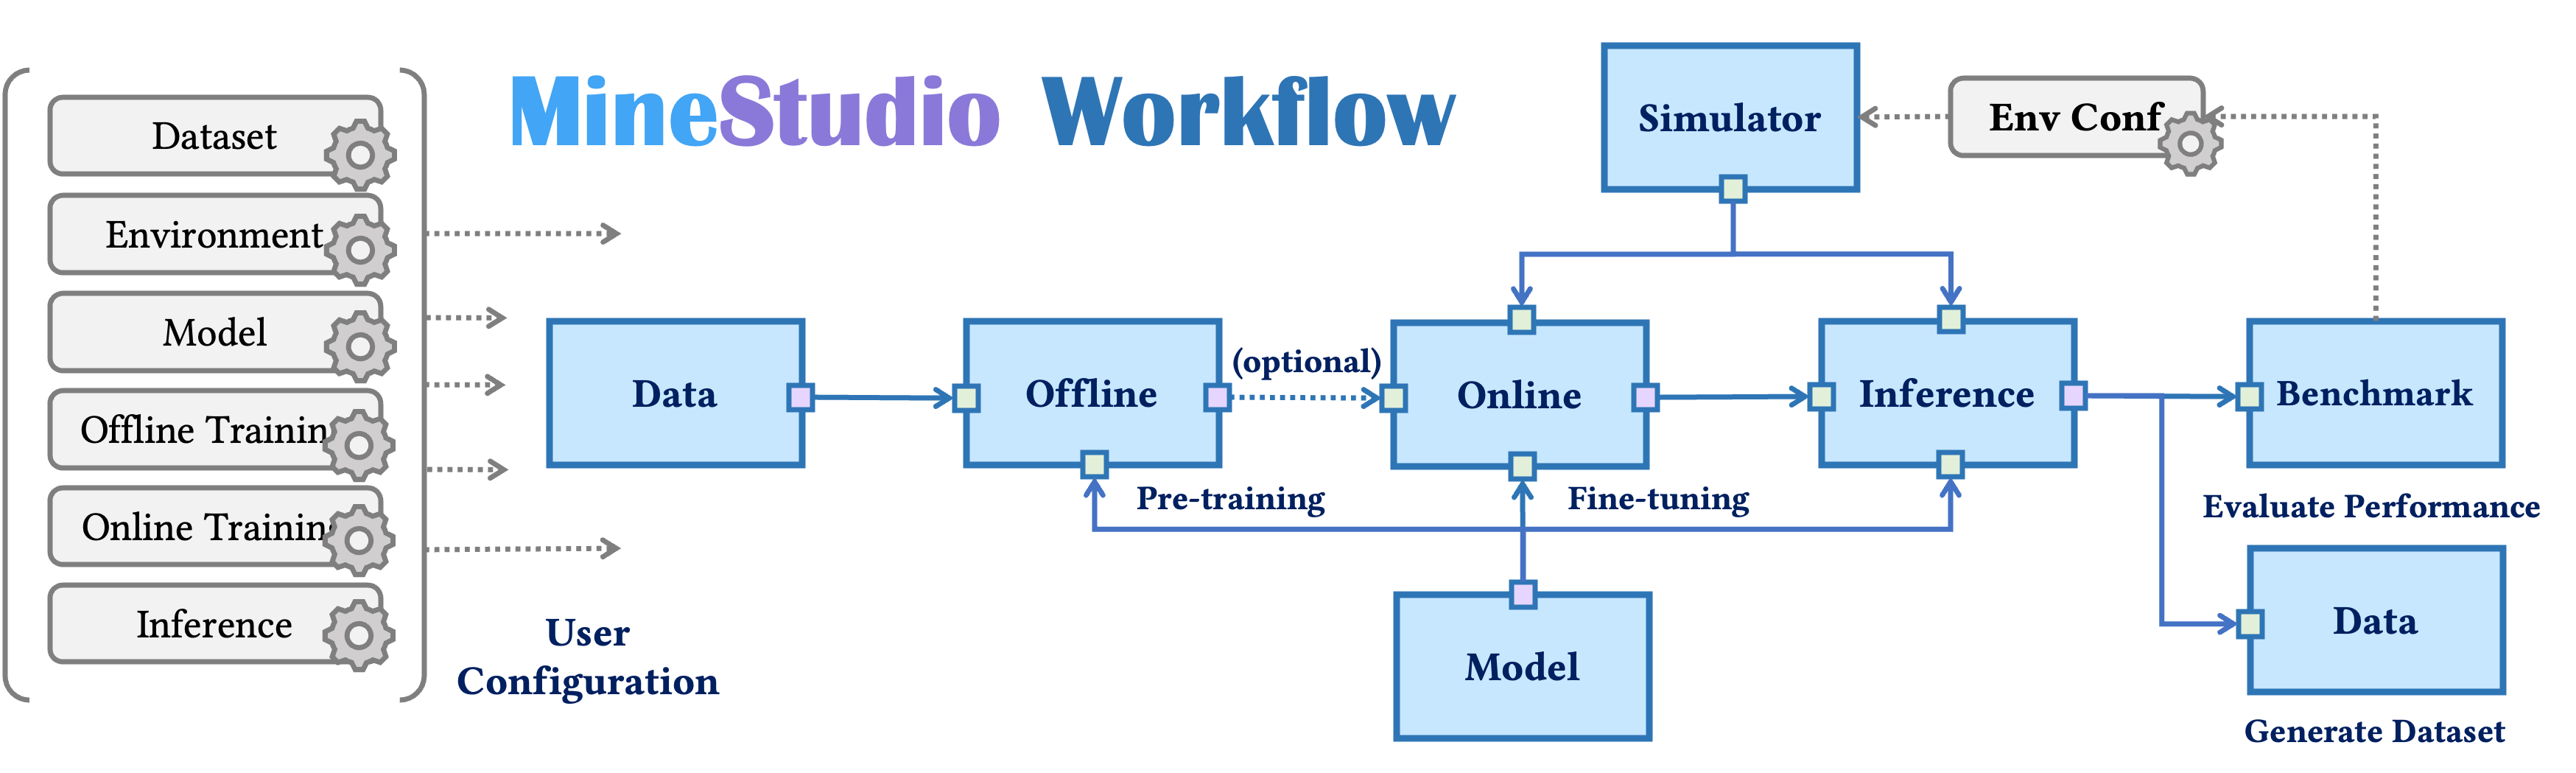 MineStudio Workflow
Dataset
Environment
Model
Offline Trainin
Online Training
Inference
User
Configuration
Simulator
Env Conf
Data
Offline
(optional)
Online
Inference
Benchmark
Pre-training
Fine-tuning
Evaluate Performance
Model
Data
Generate Dataset